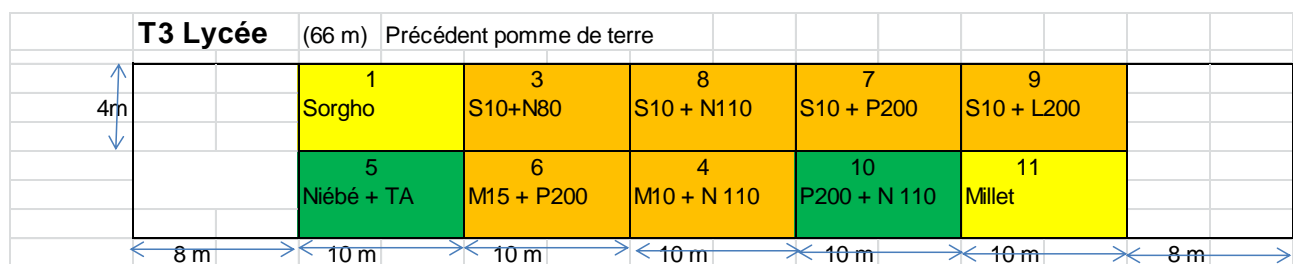 T3 Lycée (66 m) Précédent pomme de terre
1 3 8 7 9
4m Sorgho S10+N80 S10 + N110 S10 + P200 S10 + L200
5 6 4 10 11
Niébé + TA M15 + P200 M10 + N 110 P200 + N 110 Millet
8 m 10 m 10 m 10 m 10 m 10 m 8 m